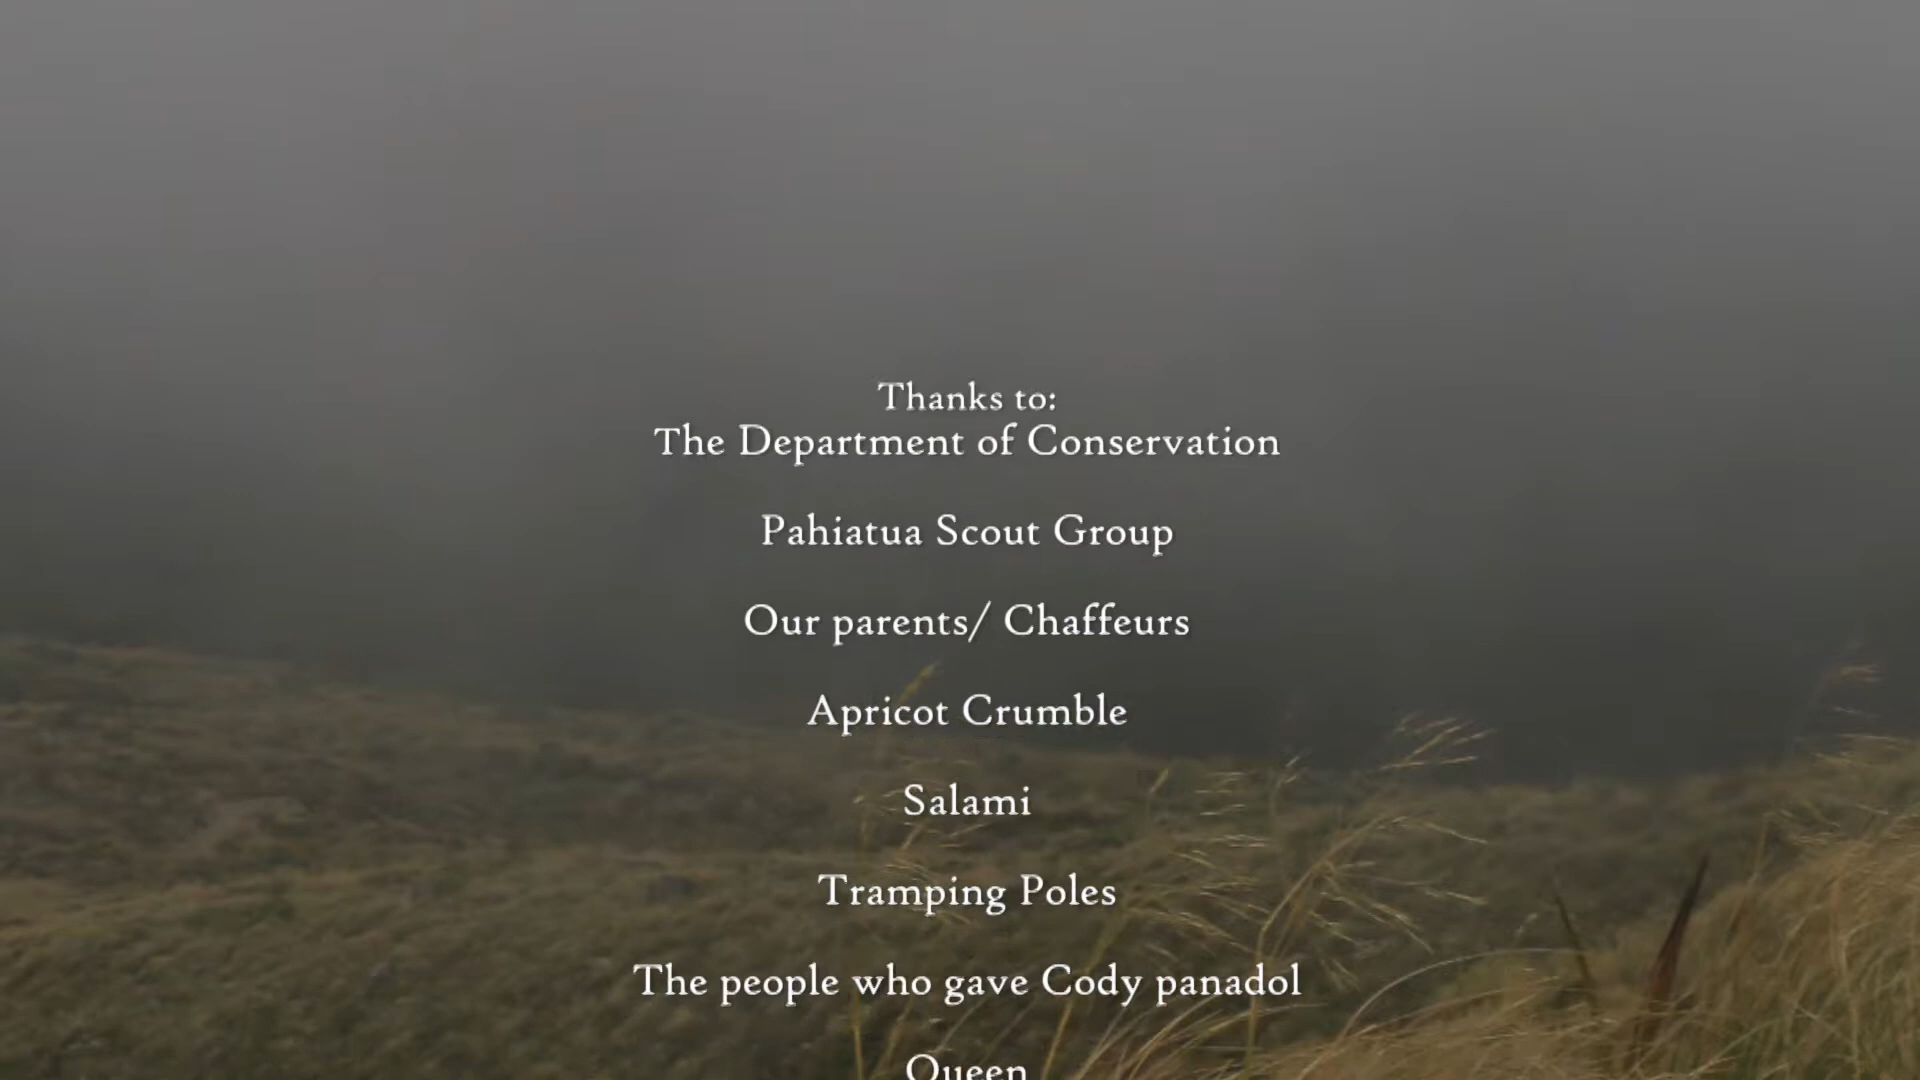 Thanks to:
The Department of Conservation
Pahiatua Scout Group
Our parents/ Chaffeurs
Apricot Crumble
Salami
Tramping Poles
The people who gave Cody panadol
Queen